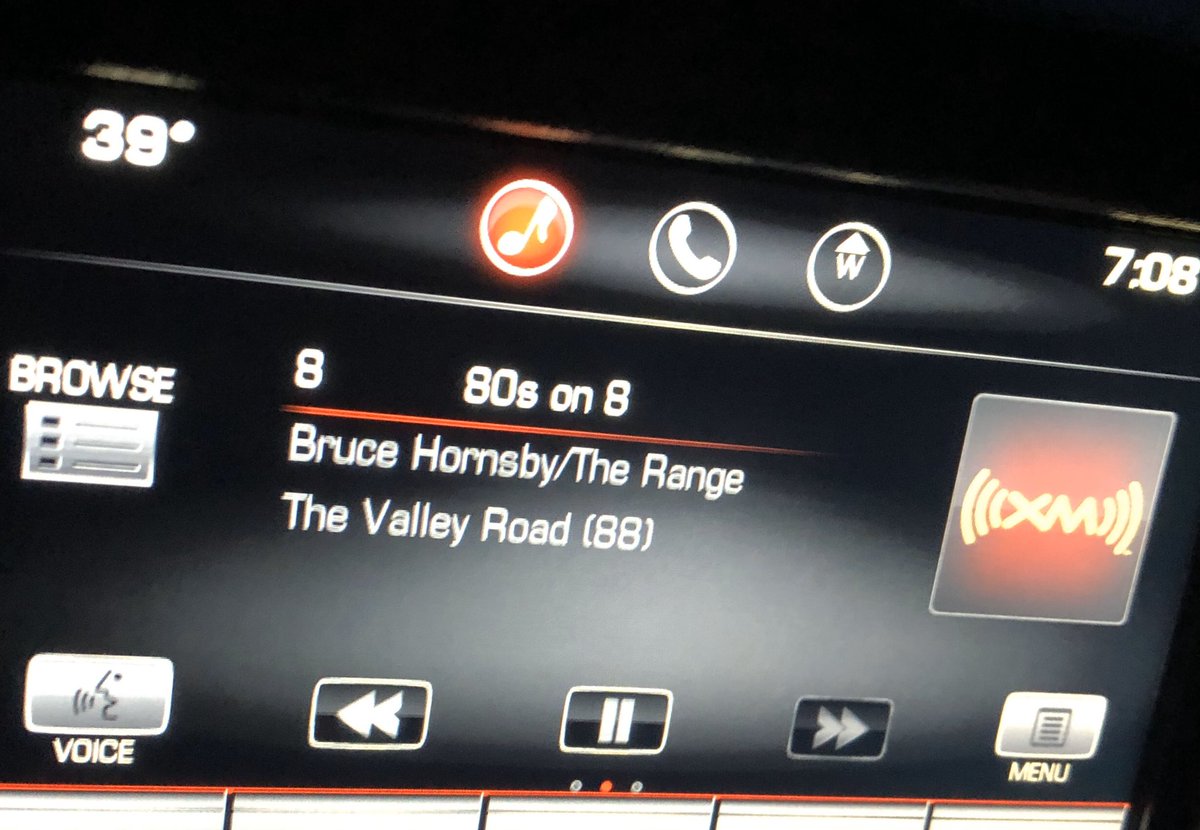 39°
W
7:08
BROWSE
8 80s on 8
Bruce Hornsby/The Range
The Valley Road (88)
((XM))
VOICE
MENU